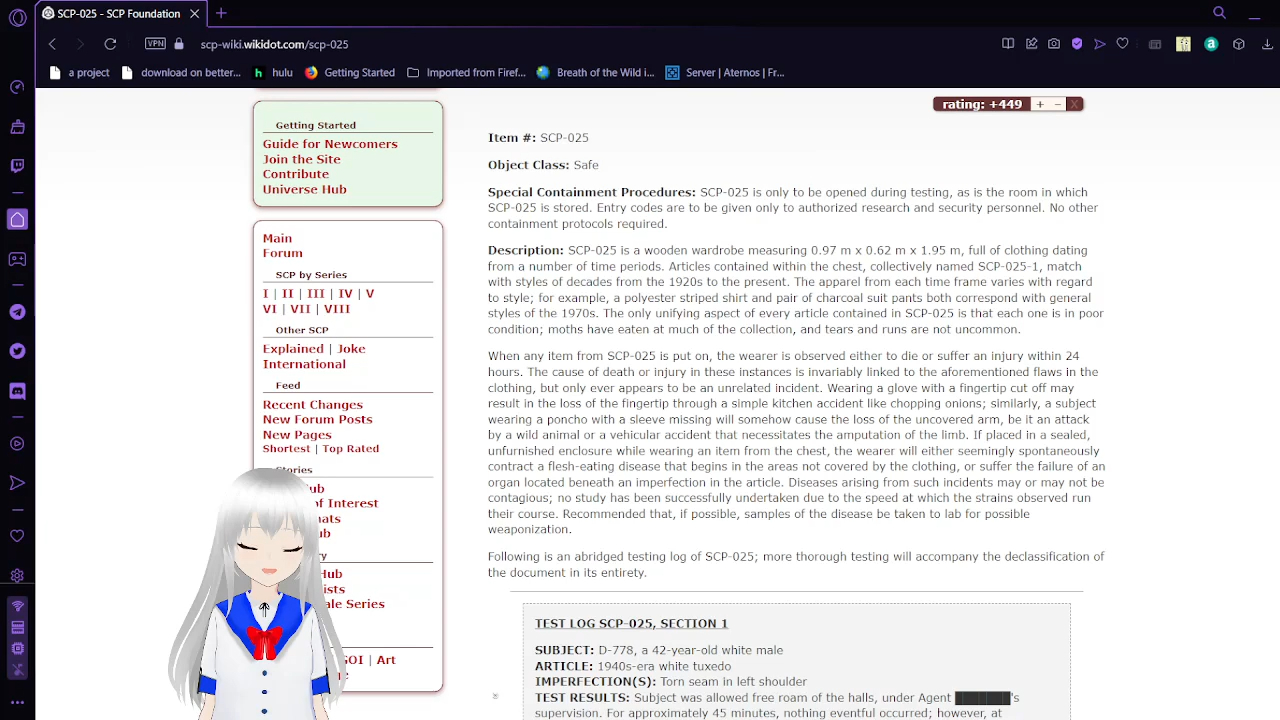 SCP-025 - SCP Foundation
VPN
scp-wiki.wikidot.com/scp-025
a project
download on better...
h
hulu
Getting Started
Imported from Firef...
Breath of the Wild i...
Server | Aternos | Fr...
rating: +449 + – X
Getting Started
Guide for Newcomers
Join the Site
Contribute
Universe Hub
Main
Forum
SCP by Series
I | II | III | IV | V
VI | VII | VIII
Other SCP
Explained | Joke
International
Feed
Recent Changes
New Forum Posts
New Pages
Shortest | Top Rated
Stories
ub
of Interest
mats
ub
ry
Hub
ists
ale Series
GOI | Art
Item #: SCP-025
Object Class: Safe
Special Containment Procedures: SCP-025 is only to be opened during testing, as is the room in which
SCP-025 is stored. Entry codes are to be given only to authorized research and security personnel. No other
containment protocols required.
Description: SCP-025 is a wooden wardrobe measuring 0.97 m x 0.62 m x 1.95 m, full of clothing dating
from a number of time periods. Articles contained within the chest, collectively named SCP-025-1, match
with styles of decades from the 1920s to the present. The apparel from each time frame varies with regard
to style; for example, a polyester striped shirt and pair of charcoal suit pants both correspond with general
styles of the 1970s. The only unifying aspect of every article contained in SCP-025 is that each one is in poor
condition; moths have eaten at much of the collection, and tears and runs are not uncommon.
When any item from SCP-025 is put on, the wearer is observed either to die or suffer an injury within 24
hours. The cause of death or injury in these instances is invariably linked to the aforementioned flaws in the
clothing, but only ever appears to be an unrelated incident. Wearing a glove with a fingertip cut off may
result in the loss of the fingertip through a simple kitchen accident like chopping onions; similarly, a subject
wearing a poncho with a sleeve missing will somehow cause the loss of the uncovered arm, be it an attack
by a wild animal or a vehicular accident that necessitates the amputation of the limb. If placed in a sealed,
unfurnished enclosure while wearing an item from the chest, the wearer will either seemingly spontaneously
contract a flesh-eating disease that begins in the areas not covered by the clothing, or suffer the failure of an
organ located beneath an imperfection in the article. Diseases arising from such incidents may or may not be
contagious; no study has been successfully undertaken due to the speed at which the strains observed run
their course. Recommended that, if possible, samples of the disease be taken to lab for possible
weaponization.
Following is an abridged testing log of SCP-025; more thorough testing will accompany the declassification of
the document in its entirety.
TEST LOG SCP-025, SECTION 1
SUBJECT: D-778, a 42-year-old white male
ARTICLE: 1940s-era white tuxedo
IMPERFECTION(S): Torn seam in left shoulder
TEST RESULTS: Subject was allowed free roam of the halls, under Agent ███████'s
supervision. For approximately 45 minutes, nothing eventful occurred; however, at